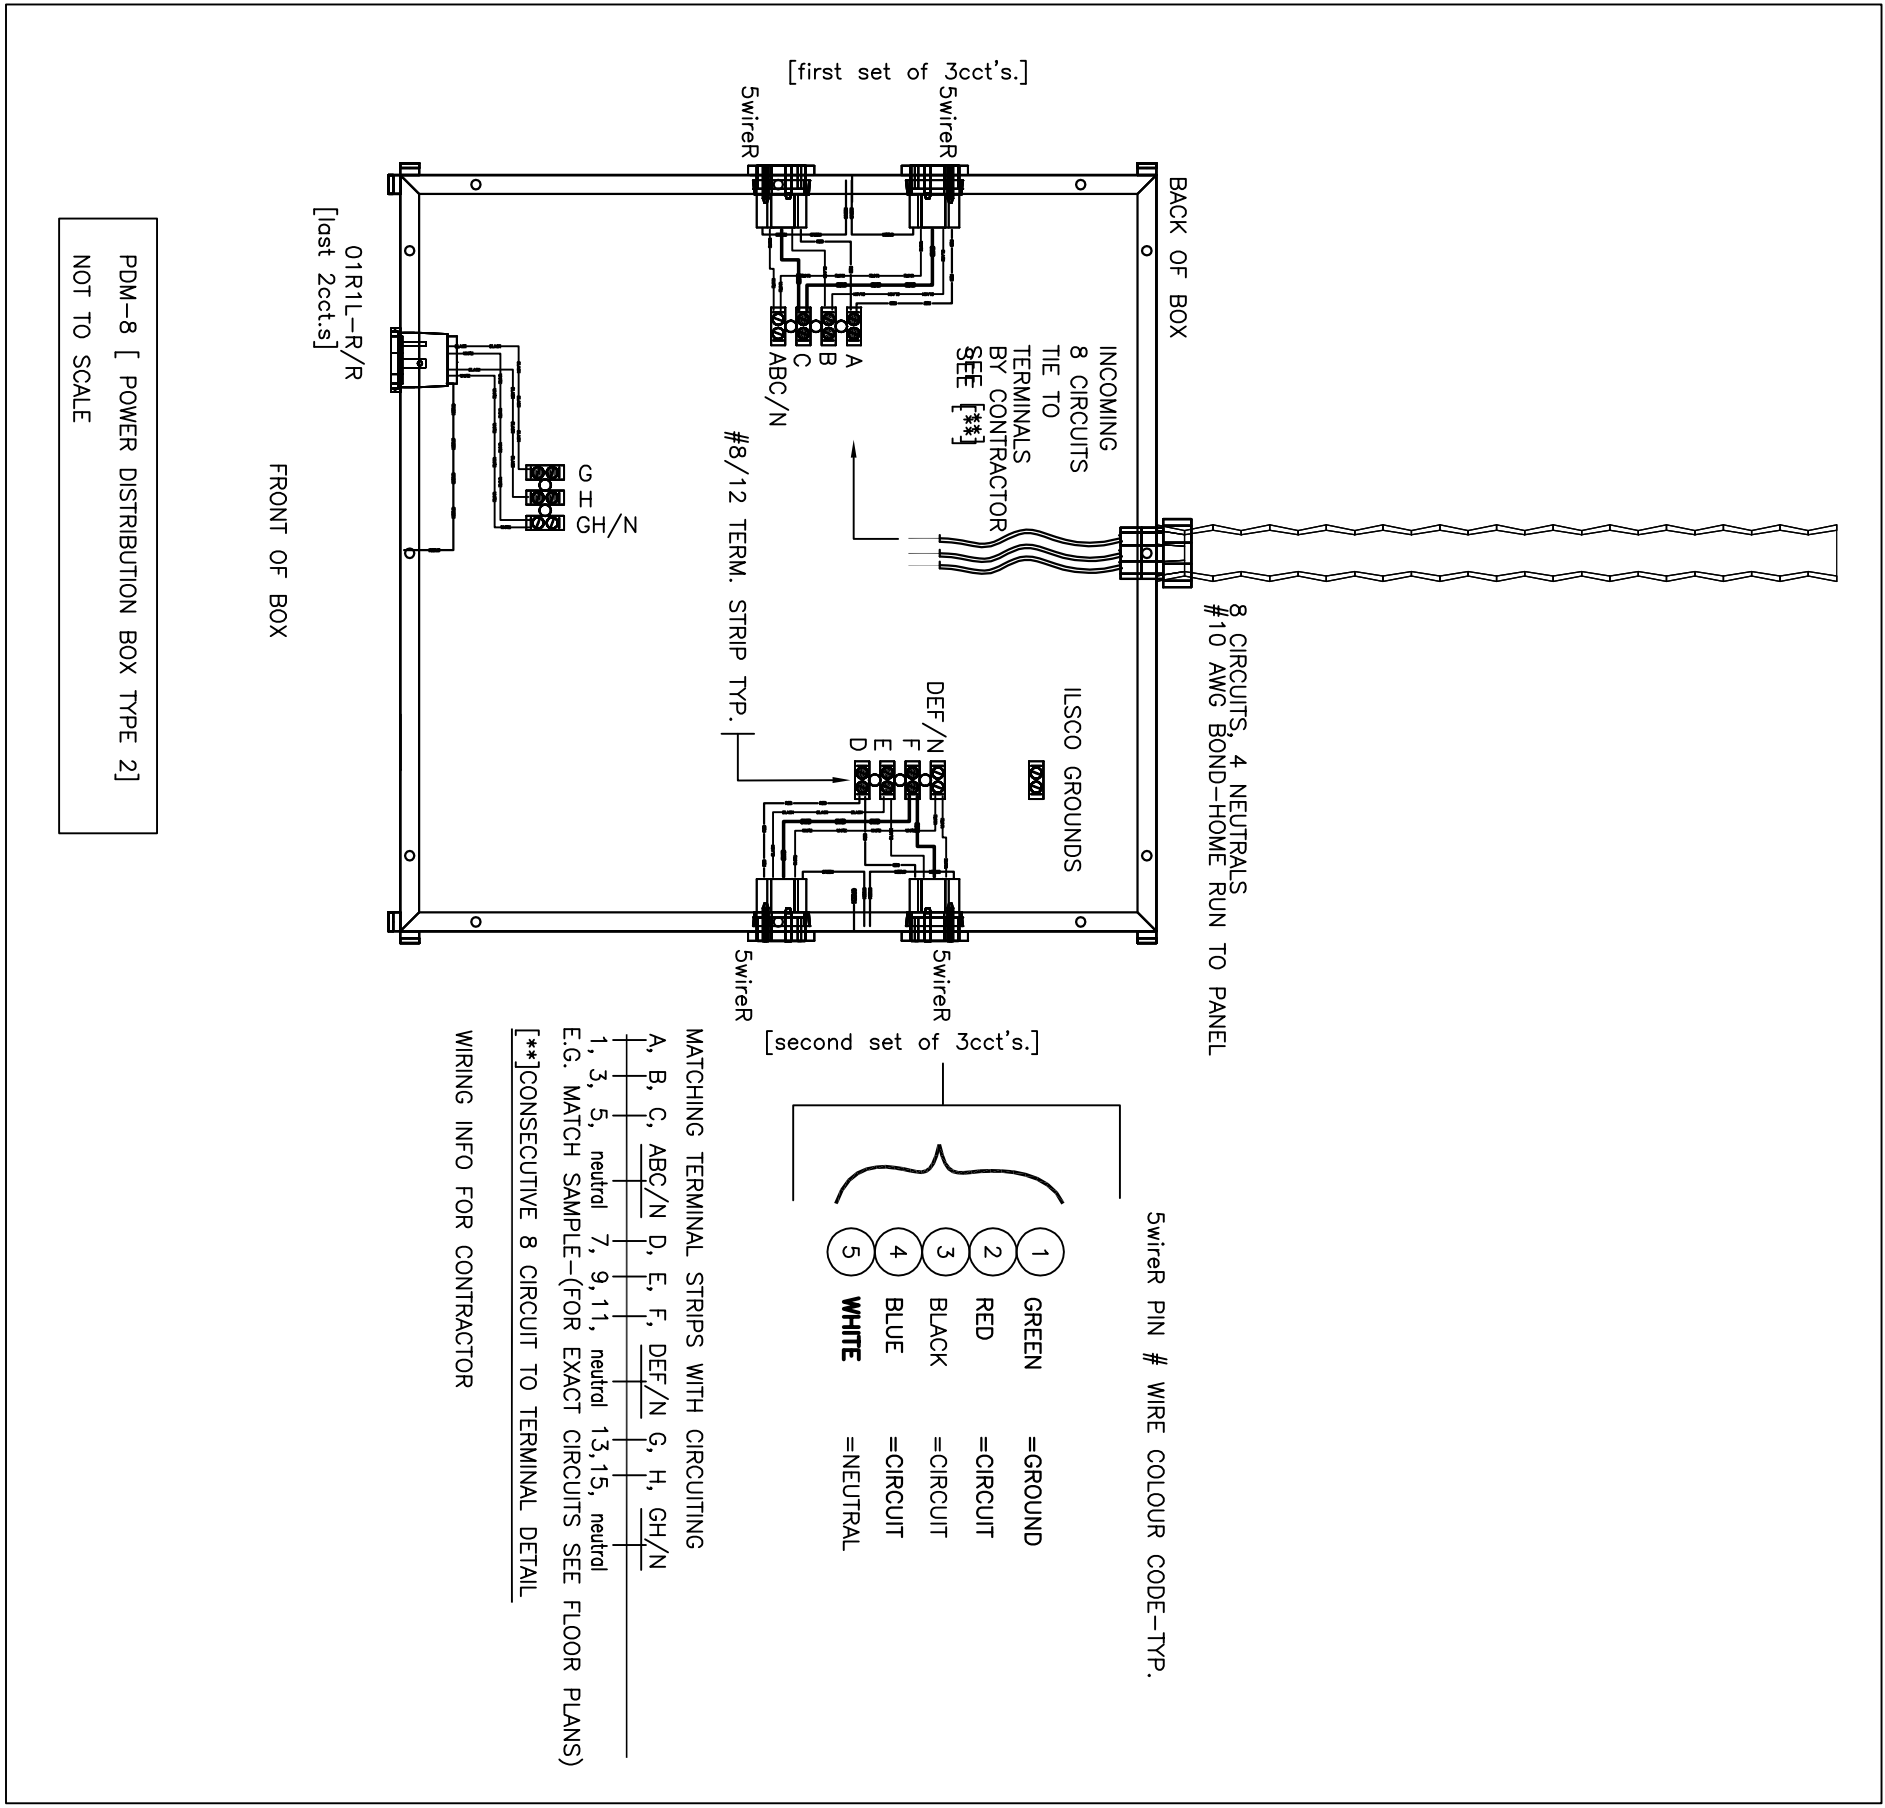 [first set of 3cct's.]
5wireR
5wireR
BACK OF BOX
INCOMING
8 CIRCUITS
TIE TO
TERMINALS
BY CONTRACTOR
SEE [**]
SEE [**]
A
B
C
ABC/N
#8/12 TERM. STRIP TYP.
01R1L-R/R
[last 2cct.s]
G
H
GH/N
FRONT OF BOX
8 CIRCUITS, 4 NEUTRALS
#10 AWG BOND-HOME RUN TO PANEL
ILSCO GROUNDS
DEF/N
F
E
D
5wireR
5wireR
[second set of 3cct's.]
5wireR PIN # WIRE COLOUR CODE-TYP.
1 GREEN =GROUND
2 RED =CIRCUIT
3 BLACK =CIRCUIT
4 BLUE =CIRCUIT
5 WHITE =NEUTRAL
MATCHING TERMINAL STRIPS WITH CIRCUITING
A, B, C, ABC/N D, E, F, DEF/N G, H, GH/N
1, 3, 5, neutral 7, 9,11, neutral 13,15, neutral
E.G. MATCH SAMPLE-(FOR EXACT CIRCUITS SEE FLOOR PLANS)
[**]CONSECUTIVE 8 CIRCUIT TO TERMINAL DETAIL
WIRING INFO FOR CONTRACTOR
PDM-8 [ POWER DISTRIBUTION BOX TYPE 2]
NOT TO SCALE